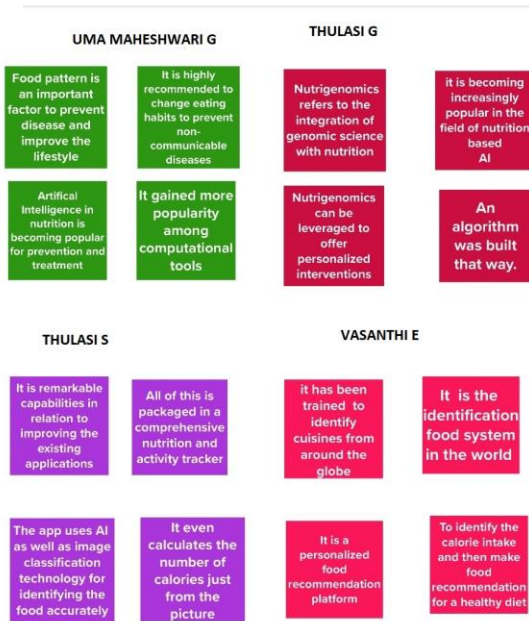 UMA MAHESHWARI G
Food pattern is
an important
factor to prevent
disease and
improve the
lifestyle
It is highly
recommended to
change eating
habits to prevent
non-
communicable
diseases
Artifical
Intelligence in
nutrition is
becoming popular
for prevention and
treatment
It gained more
popularity
among
computational
tools
THULASI G
Nutrigenomics
refers to the
integration of
genomic science
with nutrition
it is becoming
increasingly
popular in the
field of nutrition
based
AI
Nutrigenomics
can be
leveraged to
offer
personalized
interventions
An
algorithm
was built
that way.
THULASI S
It is remarkable
capabilities in
relation to
improving the
existing
applications
All of this is
packaged in a
comprehensive
nutrition and
activity tracker
The app uses AI
as well as image
classification
technology for
identifying the
food accurately
It even
calculates the
number of
calories just
from the
picture
VASANTHI E
it has been
trained to
identify
cuisines from
around the
globe
It is the
identification
food system
in the world
It is a
personalized
food
recommendation
platform
To identify the
calorie intake
and then make
food
recommendation
for a healthy diet